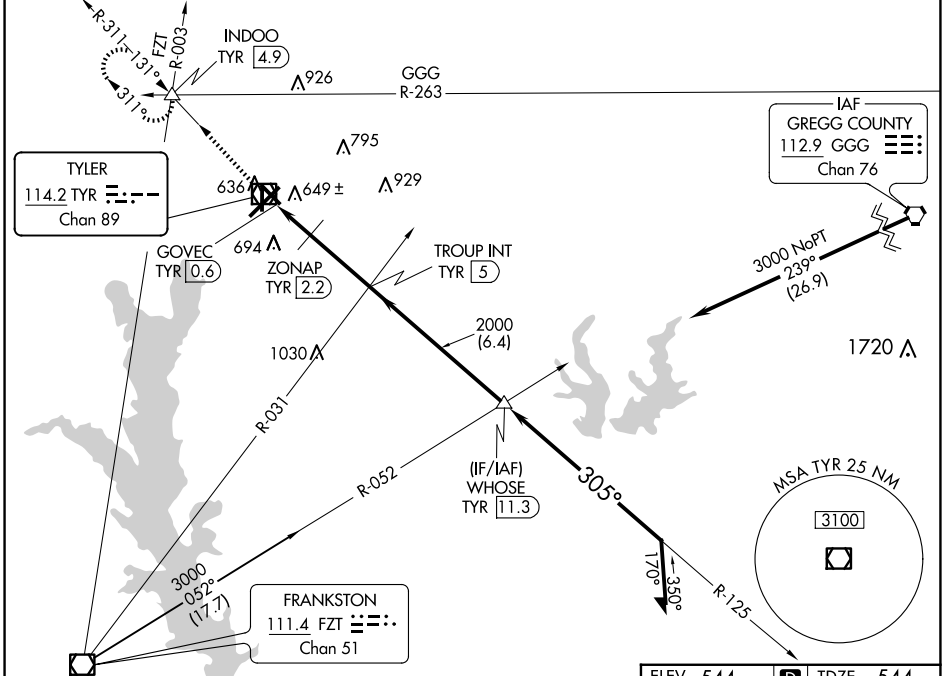 R-311
131°
FZT
R-003
INDOO
TYR 4.9
311°
926
GGG
R-263
IAF
GREGG COUNTY
112.9 GGG
Chan 76
TYLER
114.2 TYR
Chan 89
795
636
649 ±
929
694
GOVEC
TYR 0.6
ZONAP
TYR 2.2
TROUP INT
TYR 5
3000 NoPT
239°
(26.9)
2000
(6.4)
1030
1720
R-031
R-052
(IF/IAF)
WHOSE
TYR 11.3
305°
MSA TYR 25 NM
3100
170°
350°
R-125
3000
052°
(17.7)
FRANKSTON
111.4 FZT
Chan 51
ELEV 544 D TDZE 544